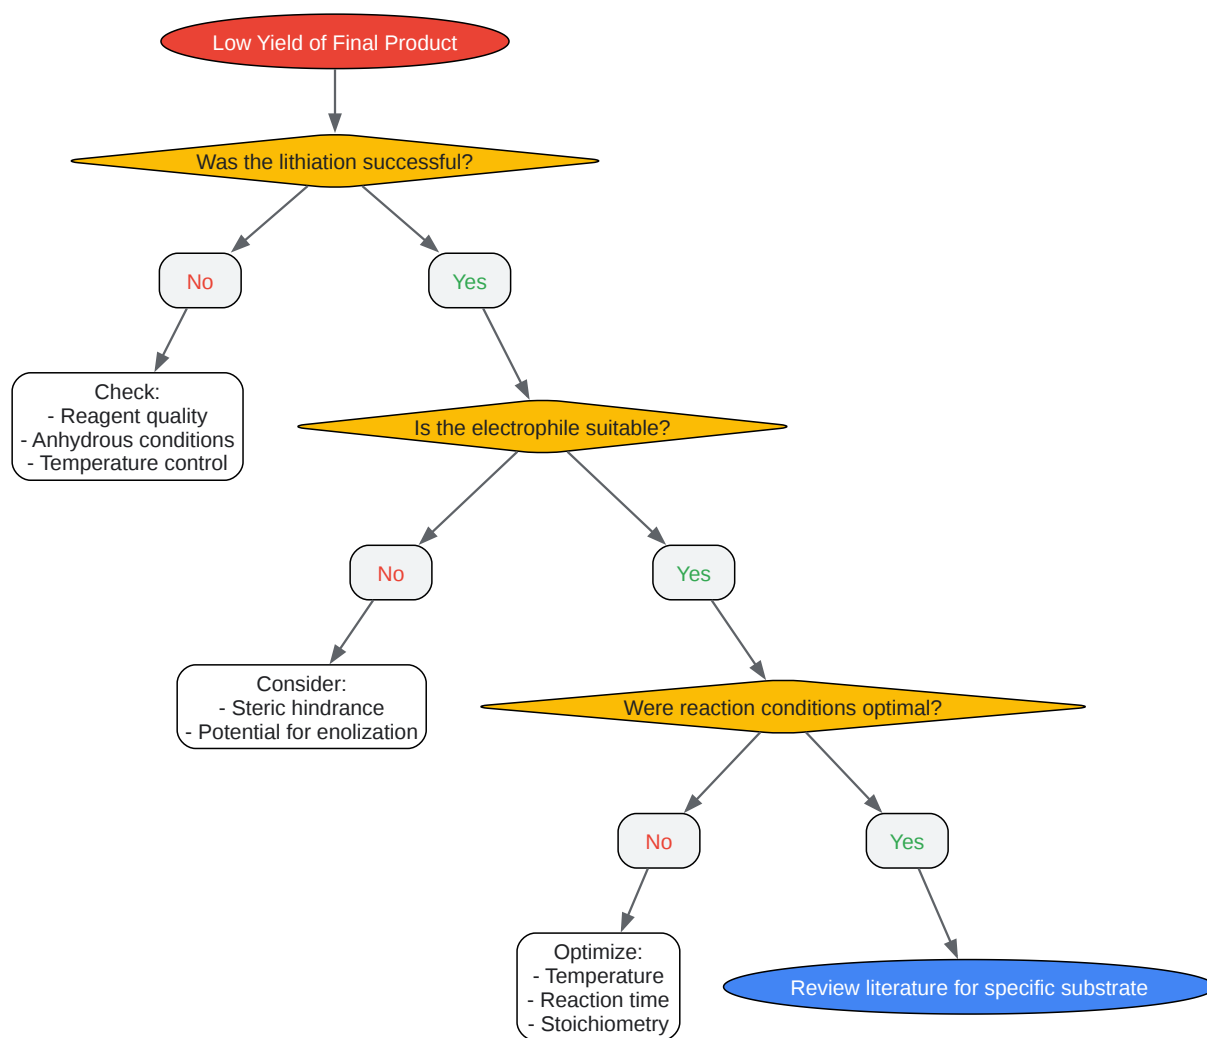 Low Yield of Final Product
Was the lithiation successful?
No
Yes
Check:
- Reagent quality
- Anhydrous conditions
- Temperature control
Is the electrophile suitable?
No
Yes
Consider:
- Steric hindrance
- Potential for enolization
Were reaction conditions optimal?
No
Yes
Optimize:
- Temperature
- Reaction time
- Stoichiometry
Review literature for specific substrate